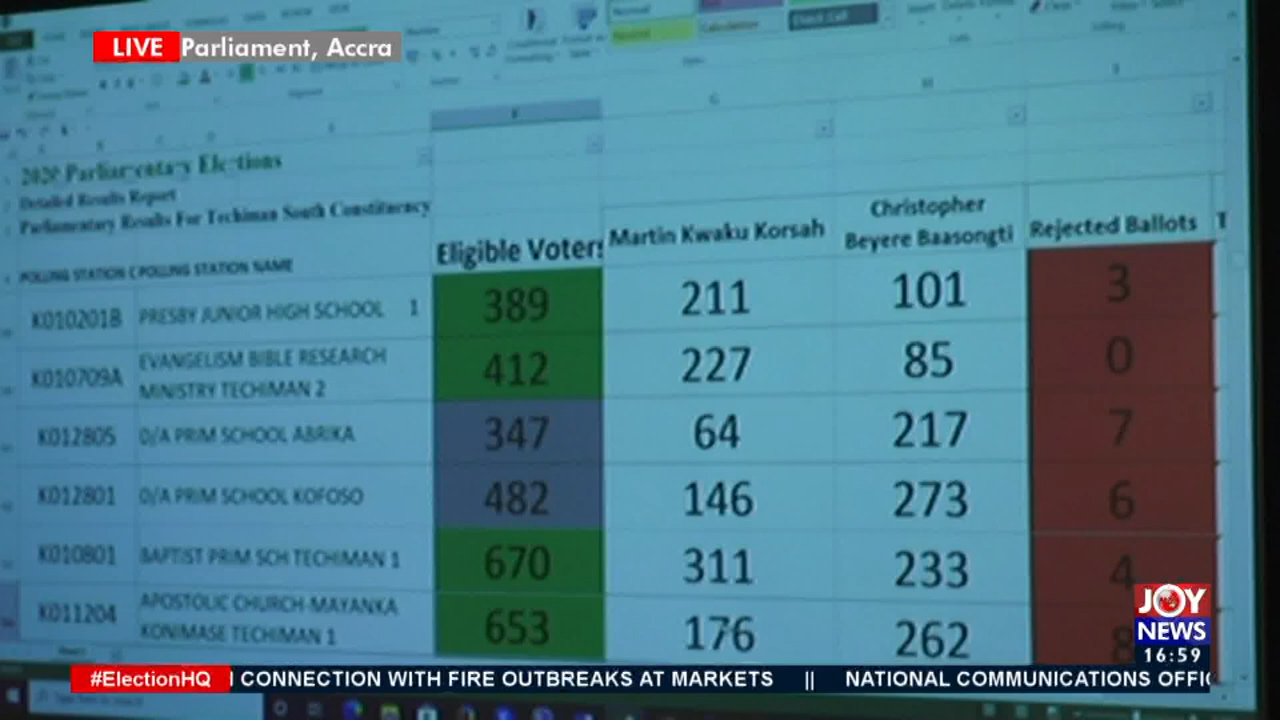 LIVE Parliament, Accra
2020 Parliamentary Elections
Detailed Results Report
Parliamentary Results For Techiman South Constituency
POLLING STATION C POLLING STATION NAME Eligible Voters Martin Kwaku Korsah Christopher Beyere Baasongti Rejected Ballots T
K010201B PRESBY JUNIOR HIGH SCHOOL 1 389 211 101 3
K010709A EVANGELISM BIBLE RESEARCH MINISTRY TECHIMAN 2 412 227 85 0
K012805 D/A PRIM SCHOOL ABRIKA 347 64 217 7
K012801 D/A PRIM SCHOOL KOFOSO 482 146 273 6
K010801 BAPTIST PRIM SCH TECHIMAN 1 670 311 233 4
K011204 APOSTOLIC CHURCH-MAYANKA KONIMASE TECHIMAN 1 653 176 262 8
JOY
NEWS
16:59
#ElectionHQ CONNECTION WITH FIRE OUTBREAKS AT MARKETS || NATIONAL COMMUNICATIONS OFFIC